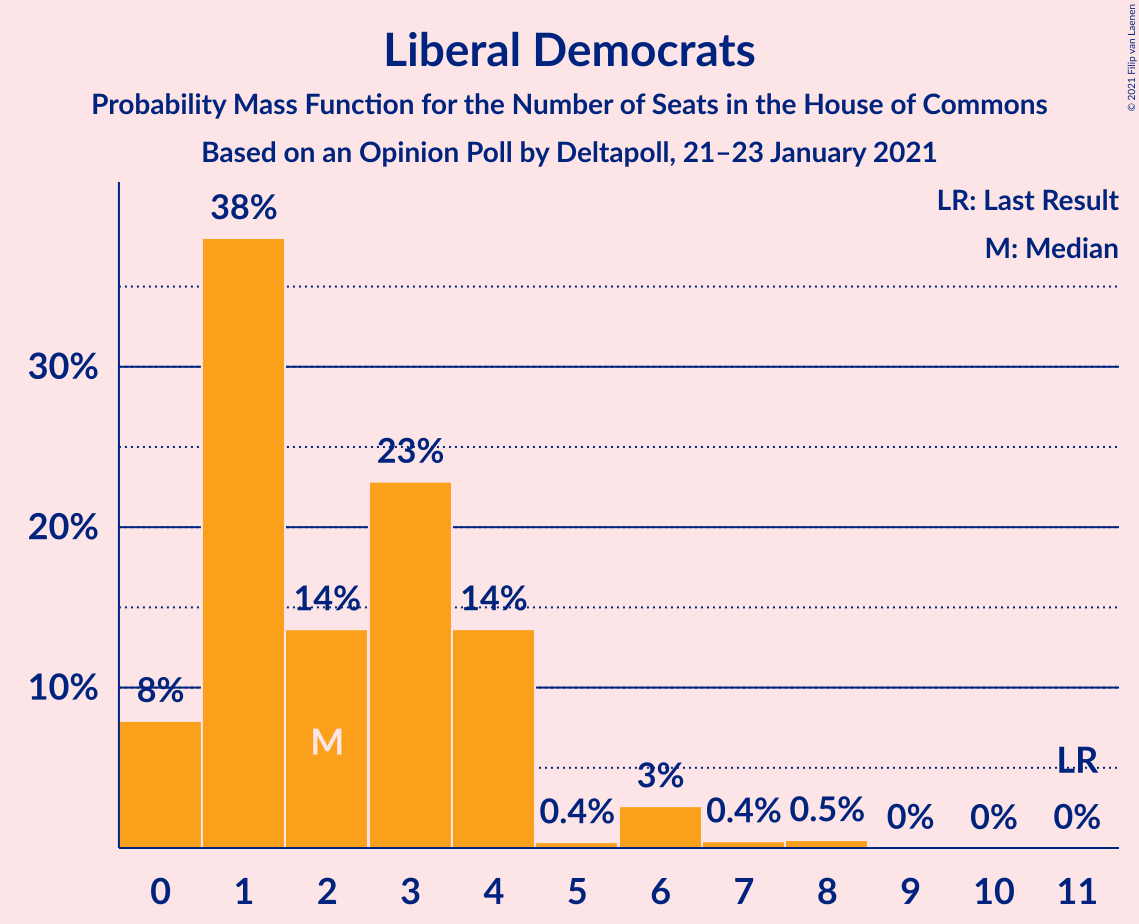 © 2021 Filip van Laenen
Liberal Democrats
Probability Mass Function for the Number of Seats in the House of Commons
Based on an Opinion Poll by Deltapoll, 21–23 January 2021
LR: Last Result
M: Median
38%
30%
23%
20%
14%
14%
10%
8%
M
LR
3%
0.4%
0.4%
0.5%
0%
0%
0%
0 1 2 3 4 5 6 7 8 9 10 11